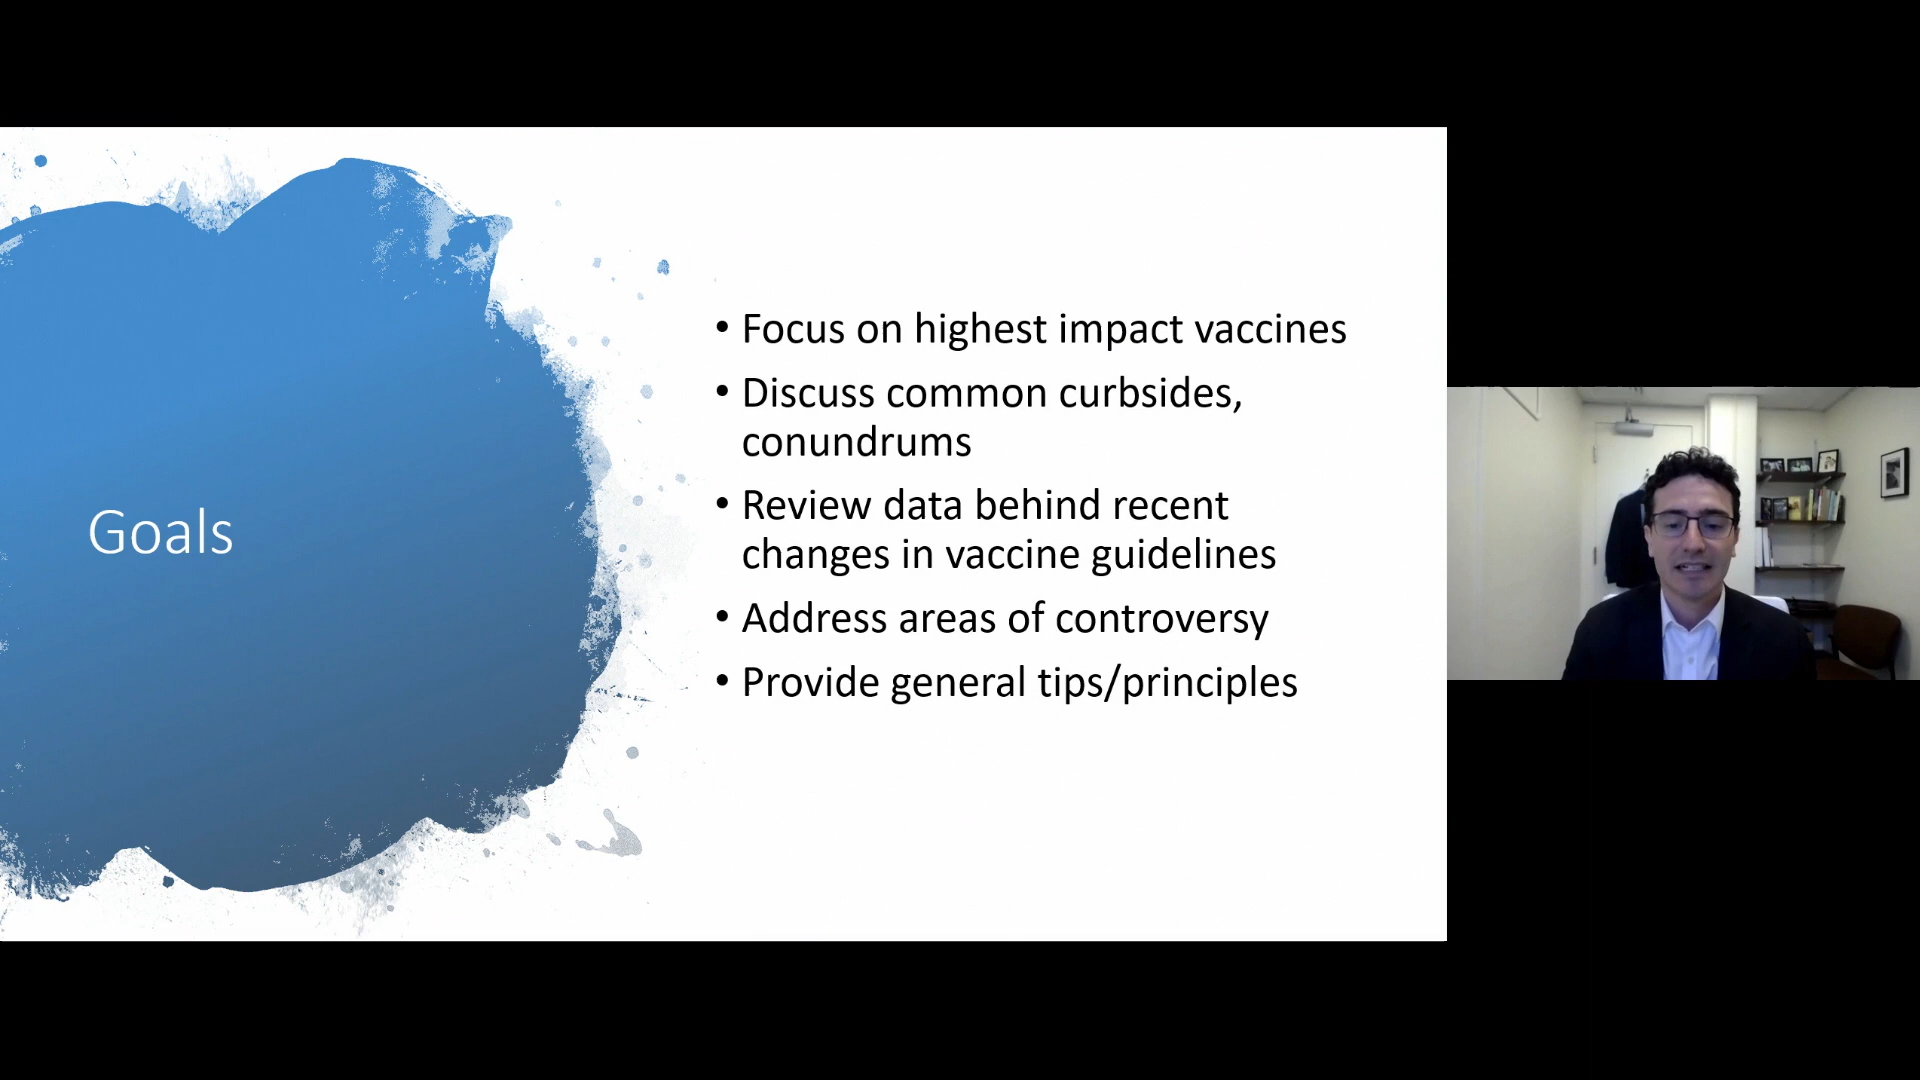 Goals
• Focus on highest impact vaccines
• Discuss common curbsides,
conundrums
• Review data behind recent
changes in vaccine guidelines
• Address areas of controversy
• Provide general tips/principles